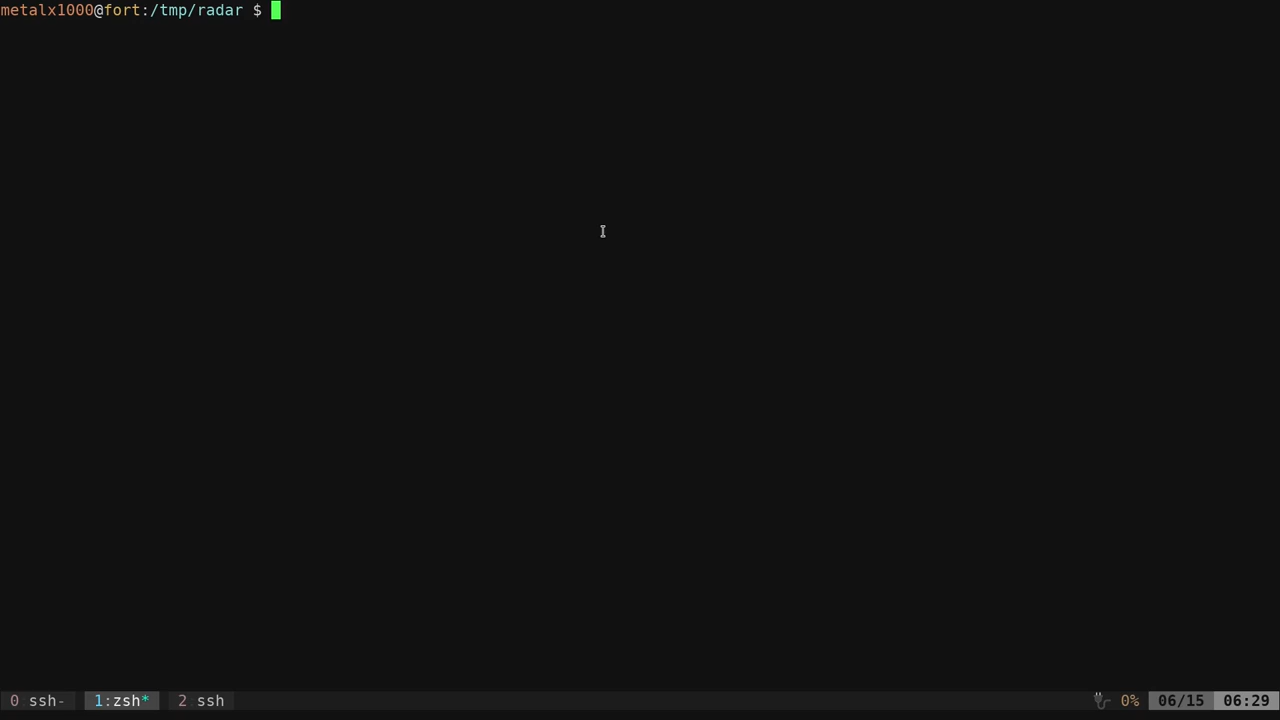 metalx1000@fort:/tmp/radar $
0 ssh- 1:zsh* 2 ssh 0% 06/15 06:29